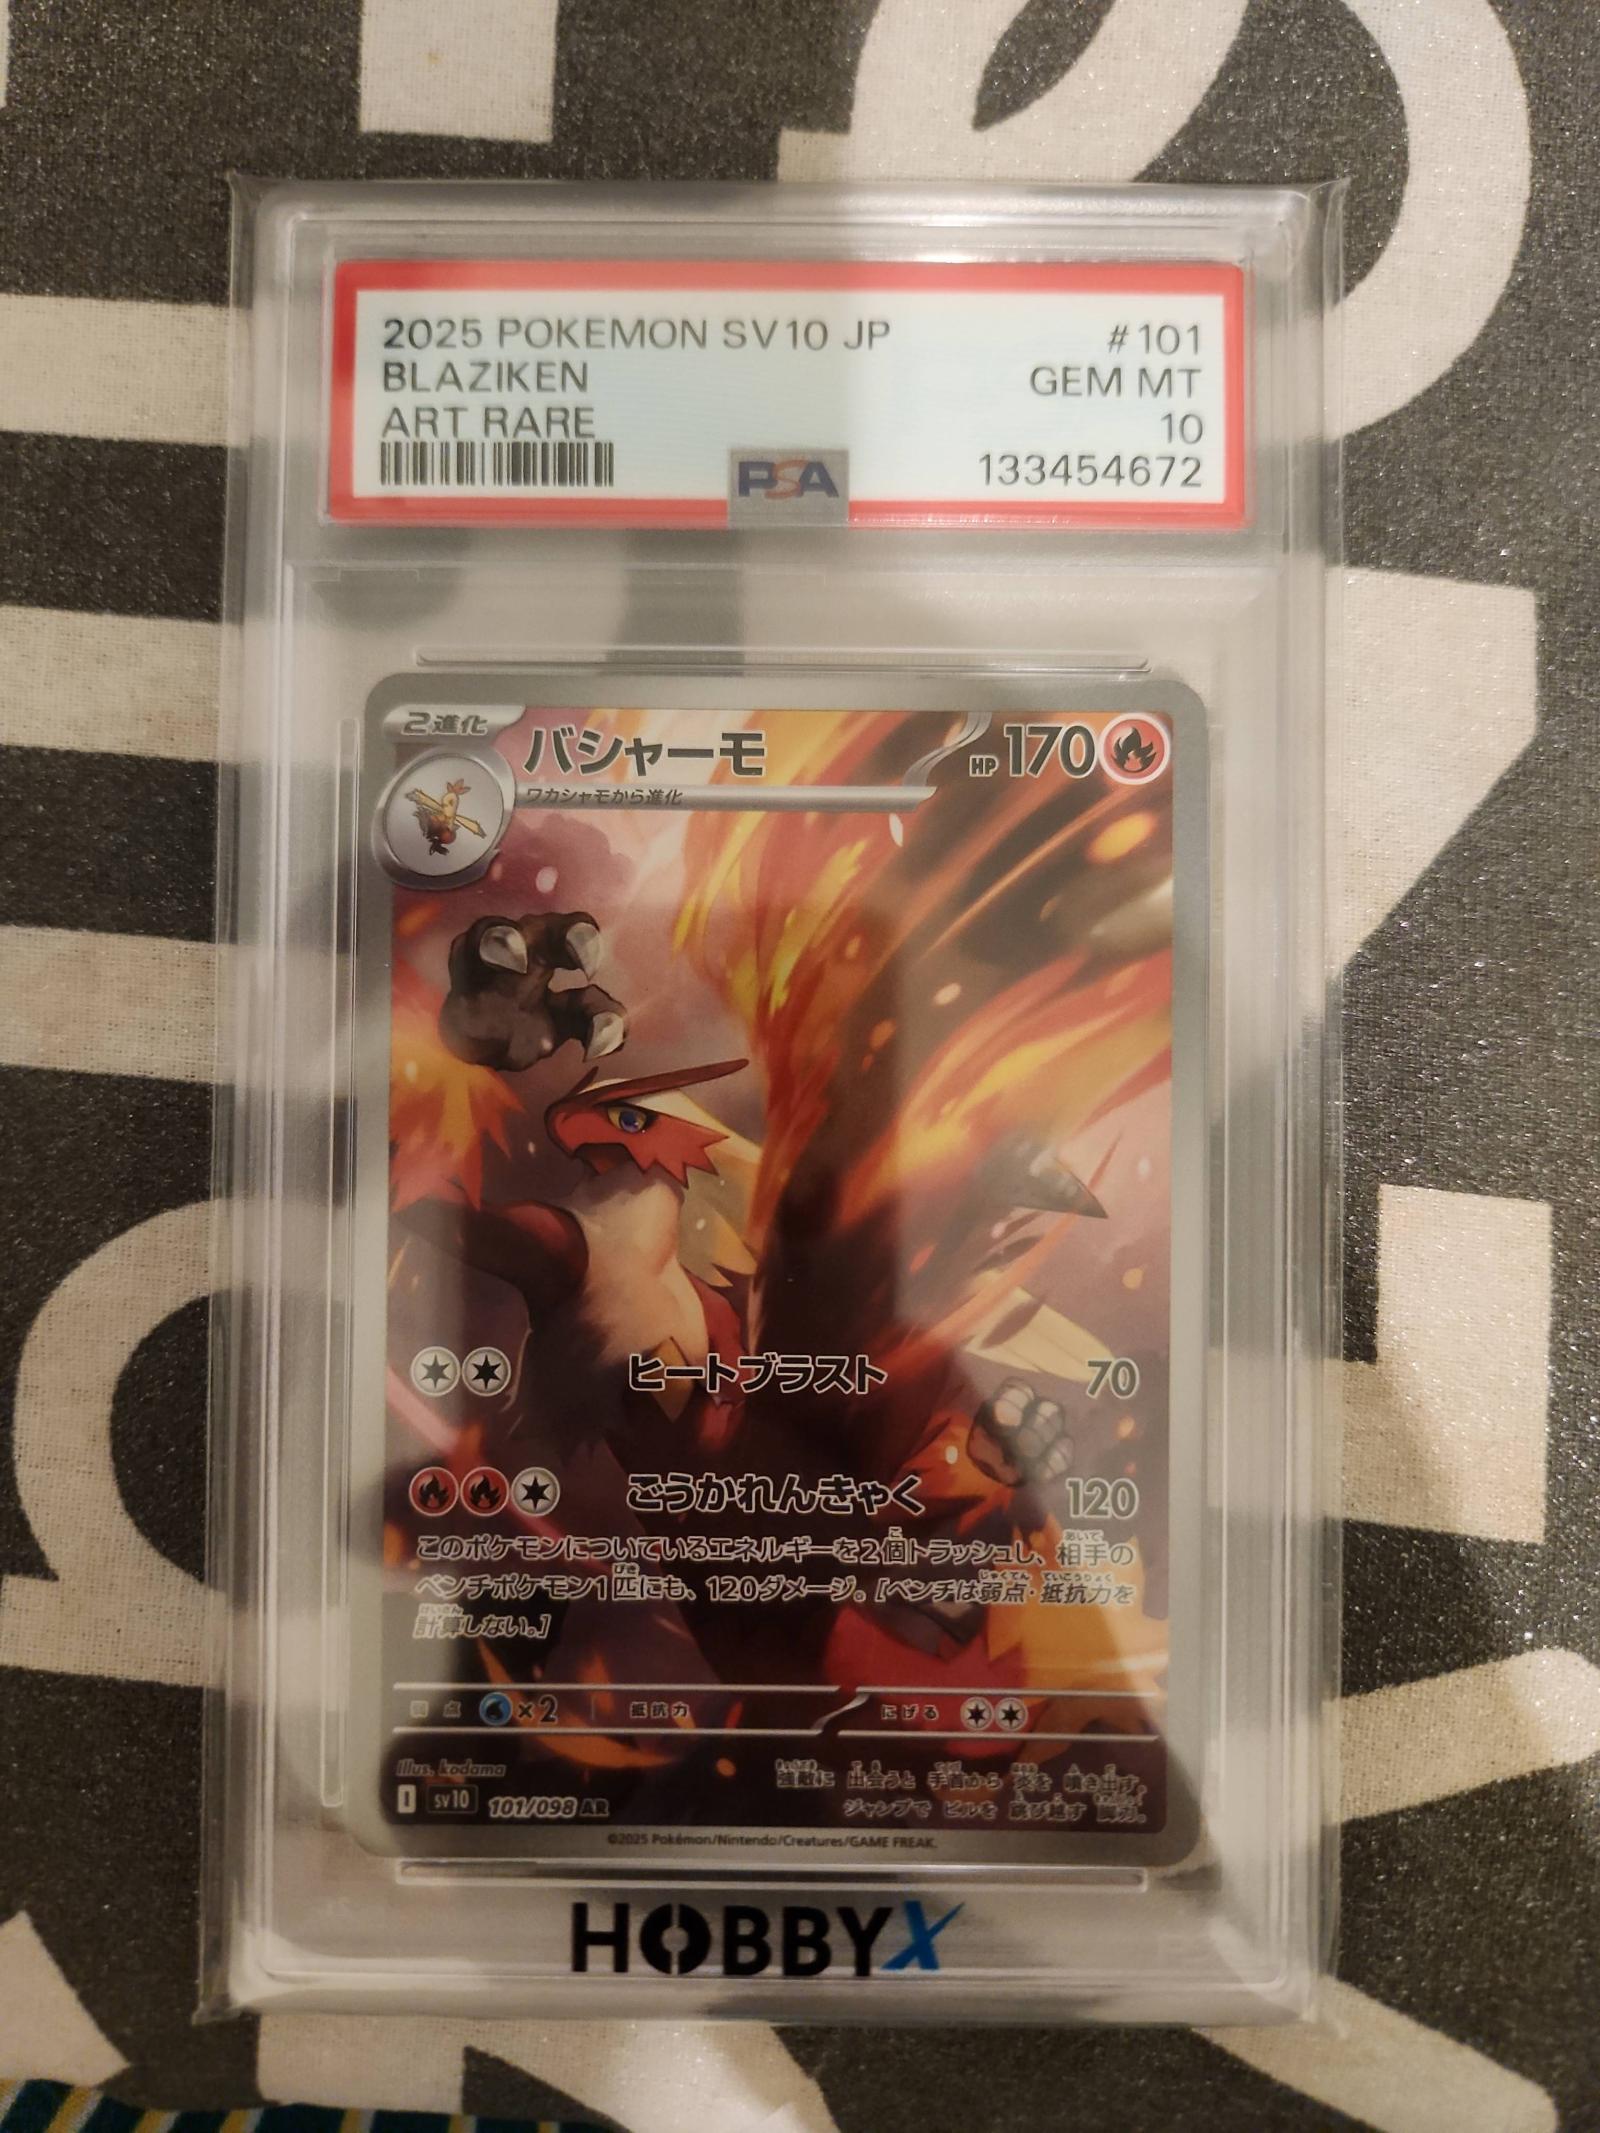 2025 POKEMON SV10 JP #101
BLAZIKEN GEM MT
ART RARE 10
PSA 133454672
2進化 バシャーモ HP 170
ワカシャモから進化
ヒートブラスト 70
ごうかれんきゃく 120
このポケモンについているエネルギーを2個トラッシュし、相手の
ベンチポケモン1匹にも、120ダメージ。[ベンチは弱点・抵抗力を
計算しない。]
弱点 ×2 抵抗力 にげる
Illus. kodama
強敵に 出会うと 手首から 炎を 噴き出す。
ジャンプで ビルを 跳び越す 脚力。
I sv10 101/098 AR
©2025 Pokémon/Nintendo/Creatures/GAME FREAK.
HOBBYX